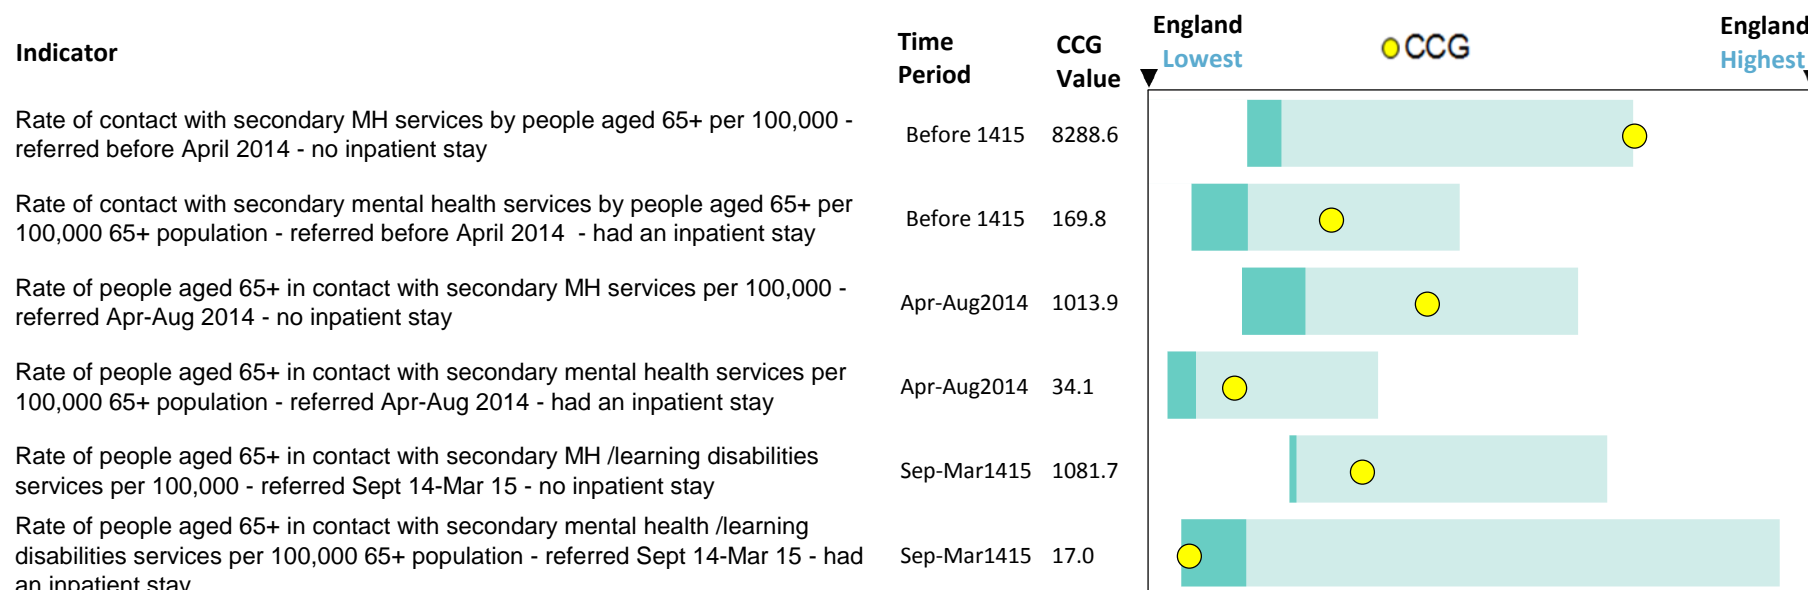 Indicator
Time Period
CCG Value
England Lowest
CCG
England Highest
Rate of contact with secondary MH services by people aged 65+ per 100,000 -
referred before April 2014 - no inpatient stay
Before 1415 8288.6
Rate of contact with secondary mental health services by people aged 65+ per
100,000 65+ population - referred before April 2014 - had an inpatient stay
Before 1415 169.8
Rate of people aged 65+ in contact with secondary MH services per 100,000 -
referred Apr-Aug 2014 - no inpatient stay
Apr-Aug2014 1013.9
Rate of people aged 65+ in contact with secondary mental health services per
100,000 65+ population - referred Apr-Aug 2014 - had an inpatient stay
Apr-Aug2014 34.1
Rate of people aged 65+ in contact with secondary MH /learning disabilities
services per 100,000 - referred Sept 14-Mar 15 - no inpatient stay
Sep-Mar1415 1081.7
Rate of people aged 65+ in contact with secondary mental health /learning
disabilities services per 100,000 65+ population - referred Sept 14-Mar 15 - had
an inpatient stay
Sep-Mar1415 17.0